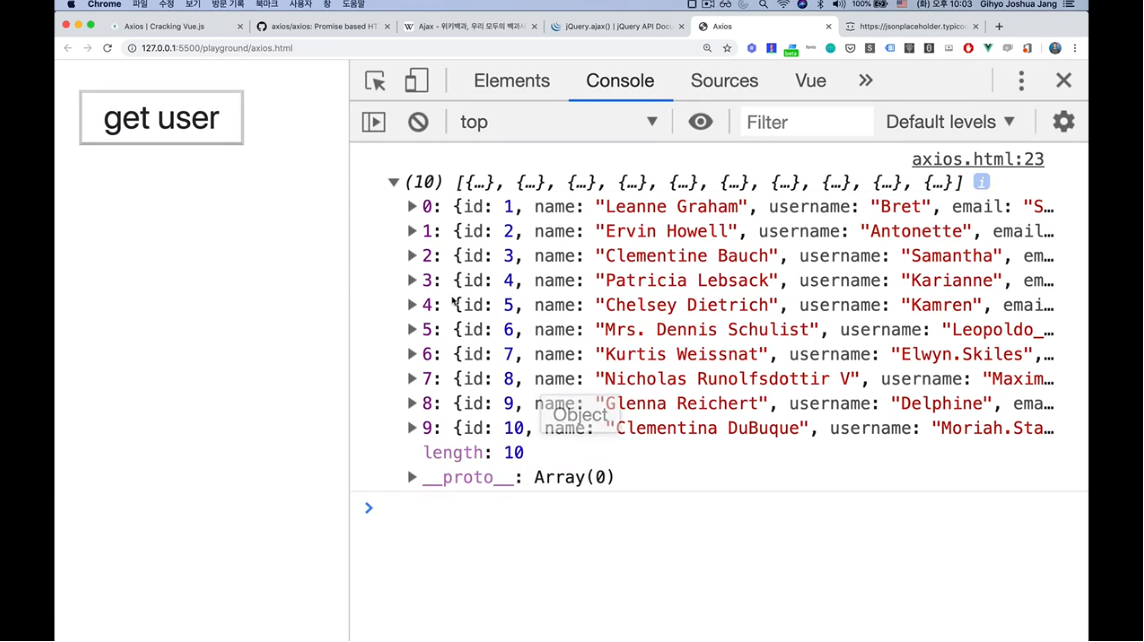 Chrome 파일 수정 보기 방문 기록 북마크 사용자 창 도움말 100% (화) 오후 10:03 Gihyo Joshua Jang
Axios | Cracking Vue.js × axios/axios: Promise based HT × Ajax - 위키백과, 우리 모두의 백과사 × jQuery.ajax() | jQuery API Docu × Axios × https://jsonplaceholder.typicod × +
127.0.0.1:5500/playground/axios.html
beta
get user
Elements Console Sources Vue »
top Filter Default levels
axios.html:23
(10) [{…}, {…}, {…}, {…}, {…}, {…}, {…}, {…}, {…}, {…}] i
0: {id: 1, name: "Leanne Graham", username: "Bret", email: "S…
1: {id: 2, name: "Ervin Howell", username: "Antonette", email…
2: {id: 3, name: "Clementine Bauch", username: "Samantha", em…
3: {id: 4, name: "Patricia Lebsack", username: "Karianne", em…
4: {id: 5, name: "Chelsey Dietrich", username: "Kamren", emai…
5: {id: 6, name: "Mrs. Dennis Schulist", username: "Leopoldo_…
6: {id: 7, name: "Kurtis Weissnat", username: "Elwyn.Skiles",…
7: {id: 8, name: "Nicholas Runolfsdottir V", username: "Maxim…
8: {id: 9, name: "Glenna Reichert", username: "Delphine", ema…
Object
9: {id: 10, name: "Clementina DuBuque", username: "Moriah.Sta…
length: 10
__proto__: Array(0)